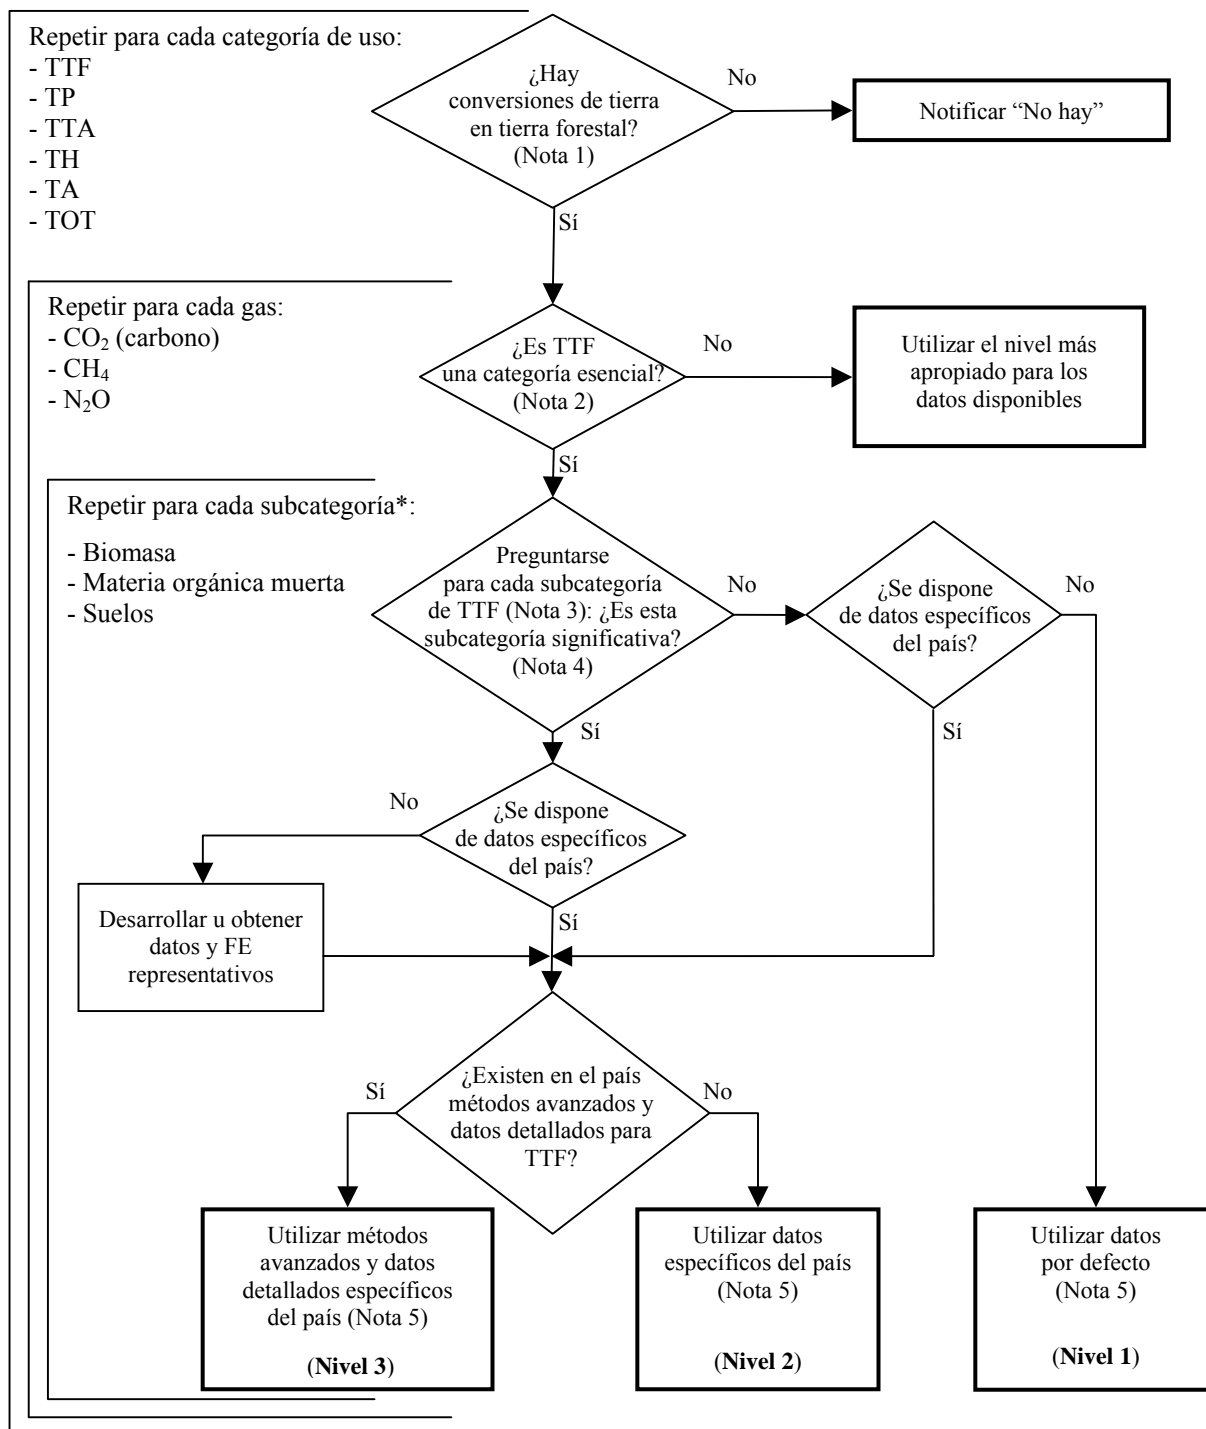 Repetir para cada categoría de uso:
- TTF
- TP
- TTA
- TH
- TA
- TOT
¿Hay
conversiones de tierra
en tierra forestal?
(Nota 1)
No
Notificar “No hay”
Sí
Repetir para cada gas:
- CO₂ (carbono)
- CH₄
- N₂O
¿Es TTF
una categoría esencial?
(Nota 2)
No
Utilizar el nivel más
apropiado para los
datos disponibles
Sí
Repetir para cada subcategoría*:
- Biomasa
- Materia orgánica muerta
- Suelos
Preguntarse
para cada subcategoría
de TTF (Nota 3): ¿Es esta
subcategoría significativa?
(Nota 4)
No
¿Se dispone
de datos específicos
del país?
No
Sí
Sí
¿Se dispone
de datos específicos
del país?
No
Desarrollar u obtener
datos y FE
representativos
Sí
¿Existen en el país
métodos avanzados y
datos detallados para
TTF?
Sí
No
Utilizar métodos
avanzados y datos
detallados específicos
del país (Nota 5)
(Nivel 3)
Utilizar datos
específicos del país
(Nota 5)
(Nivel 2)
Utilizar datos
por defecto
(Nota 5)
(Nivel 1)